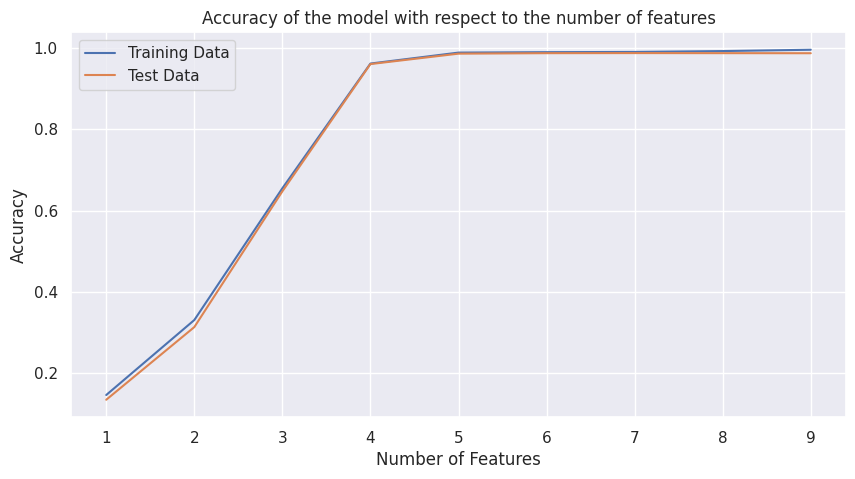 Accuracy of the model with respect to the number of features
Training Data
Test Data
Accuracy
1.0
0.8
0.6
0.4
0.2
1 2 3 4 5 6 7 8 9
Number of Features